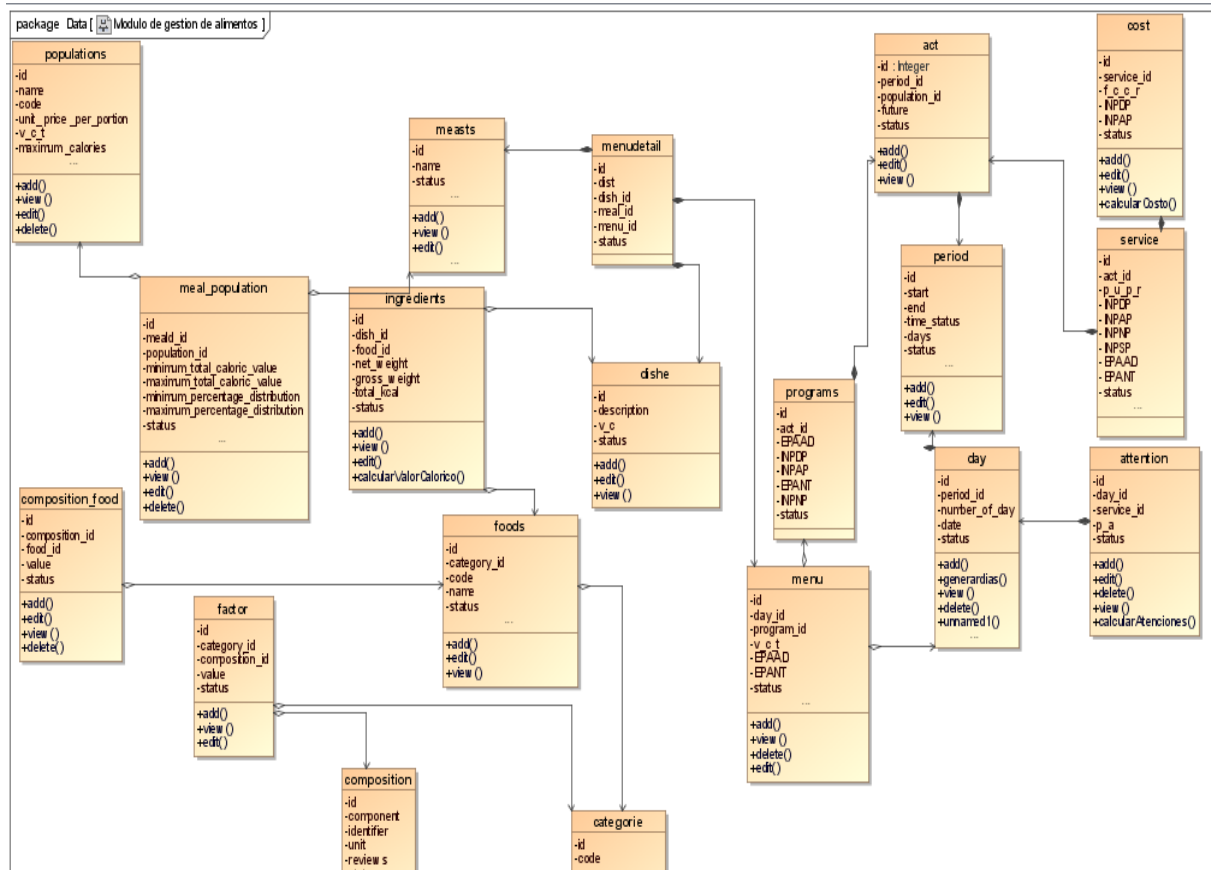 package Data [ Modulo de gestion de alimentos ]
populations
-id
-name
-code
-unit_price _per_portion
-v_c_t
-maximum _calories
...
+add()
+view ()
+edit()
+delete()
measts
-id
-name
-status
...
+add()
+view ()
+edit()
...
menudetail
-id
-dist
-dish_id
-meal_id
-menu_id
-status
act
-id : Integer
-period_id
-population_id
-future
-status
+add()
+edit()
+view ()
cost
-id
-service_id
-f_c_c_r
-INPDP
-INPAP
-status
+add()
+edit()
+view ()
+calcularCosto()
service
-id
-act_id
-p_u_p_r
-INPDP
-INPAP
-INPNP
-INPSP
-EPAAD
-EPANT
-status
...
period
-id
-start
-end
-time_status
-days
-status
...
+add()
+edit()
+view ()
meal_population
-id
-meald_id
-population_id
-minimum_total_caloric_value
-maximum_total_caloric_value
-minimum_percentage_distribution
-maximum_percentage_distribution
-status
...
+add()
+view ()
+edit()
+delete()
ingredients
-id
-dish_id
-food_id
-net_weight
-gross_weight
-total_kcal
-status
+add()
+view ()
+edit()
+calcularValorCalorico()
dishe
-id
-description
-v_c
-status
+add()
+edit()
+view ()
programs
-id
-act_id
-EPAAD
-INPDP
-INPAP
-EPANT
-INPNP
-status
day
-id
-period_id
-number_of_day
-date
-status
+add()
+generardias()
+view ()
+delete()
+unnamed1()
...
attention
-id
-day_id
-service_id
-p_a
-status
+add()
+edit()
+delete()
+view ()
+calcularAtenciones()
composition_food
-id
-composition_id
-food_id
-value
-status
+add()
+edit()
+view ()
+delete()
foods
-id
-category_id
-code
-name
-status
...
+add()
+edit()
+view ()
factor
-id
-category_id
-composition_id
-value
-status
+add()
+view ()
+edit()
menu
-id
-day_id
-program_id
-v_c_t
-EPAAD
-EPANT
-status
...
+add()
+view ()
+delete()
+edit()
composition
-id
-component
-identifier
-unit
-review s
categorie
-id
-code